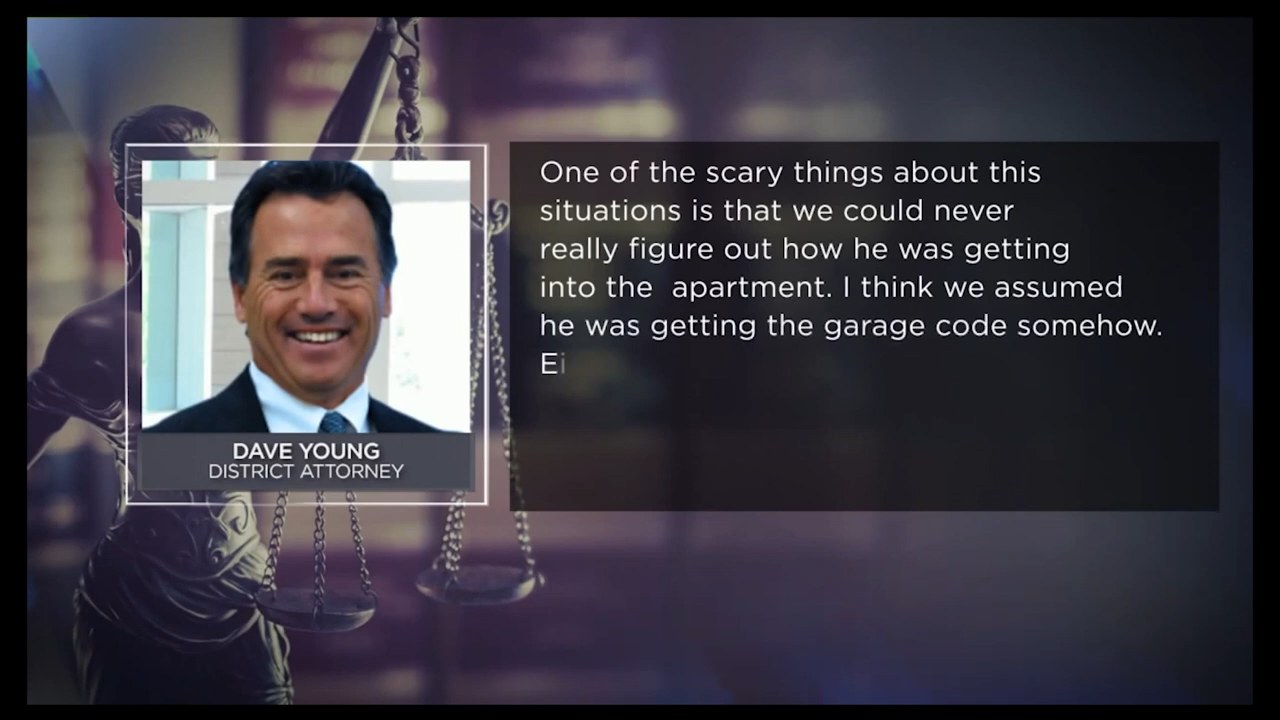 DAVE YOUNG
DISTRICT ATTORNEY
One of the scary things about this
situations is that we could never
really figure out how he was getting
into the  apartment. I think we assumed
he was getting the garage code somehow.
Ei